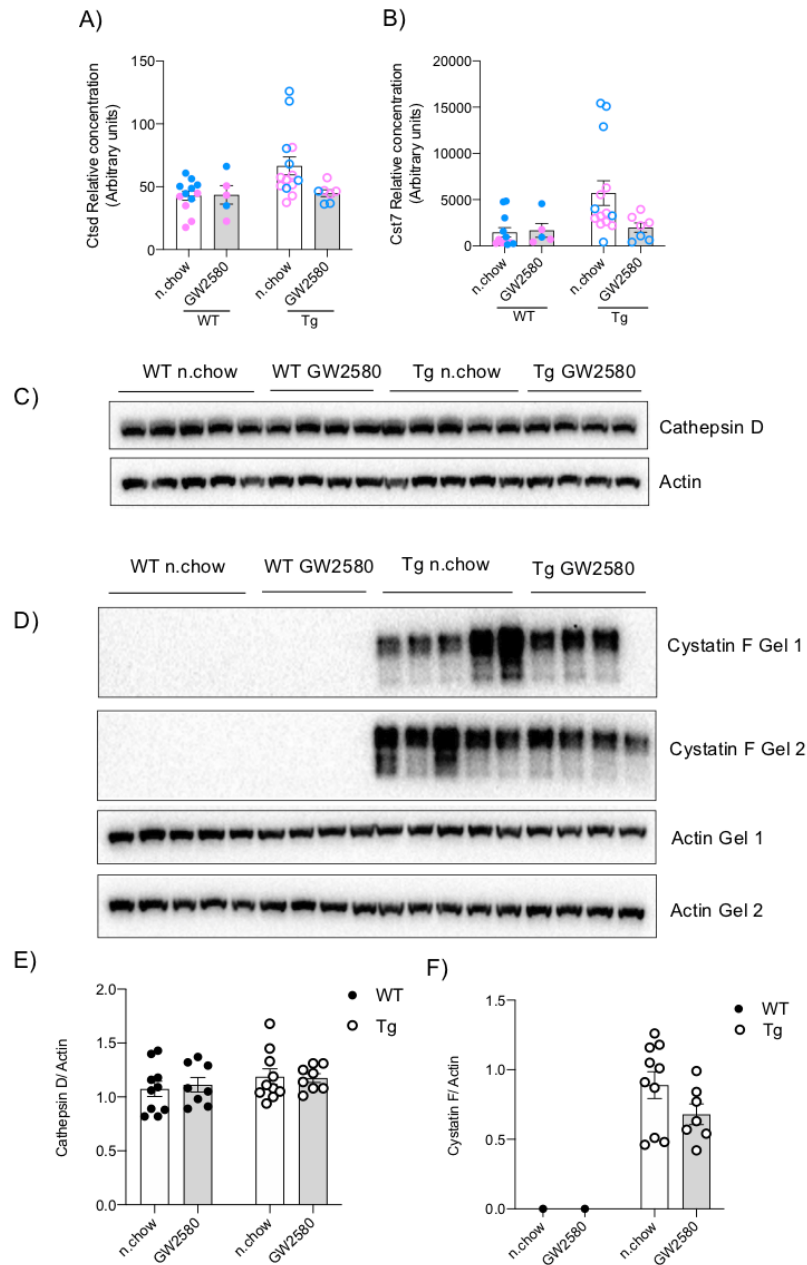 A)
Ctsd Relative concentration
(Arbitrary units)
150
100
50
0
n.chow
GW2580
n.chow
GW2580
WT
Tg
B)
Cst7 Relative concentration
(Arbitrary units)
20000
15000
10000
5000
0
n.chow
GW2580
n.chow
GW2580
WT
Tg
C)
WT n.chow
WT GW2580
Tg n.chow
Tg GW2580
Cathepsin D
Actin
D)
WT n.chow
WT GW2580
Tg n.chow
Tg GW2580
Cystatin F Gel 1
Cystatin F Gel 2
Actin Gel 1
Actin Gel 2
E)
Cathepsin D/ Actin
2.0
1.5
1.0
0.5
0.0
n.chow
GW2580
n.chow
GW2580
WT
Tg
F)
Cystatin F/ Actin
1.5
1.0
0.5
0.0
n.chow
GW2580
n.chow
GW2580
WT
Tg